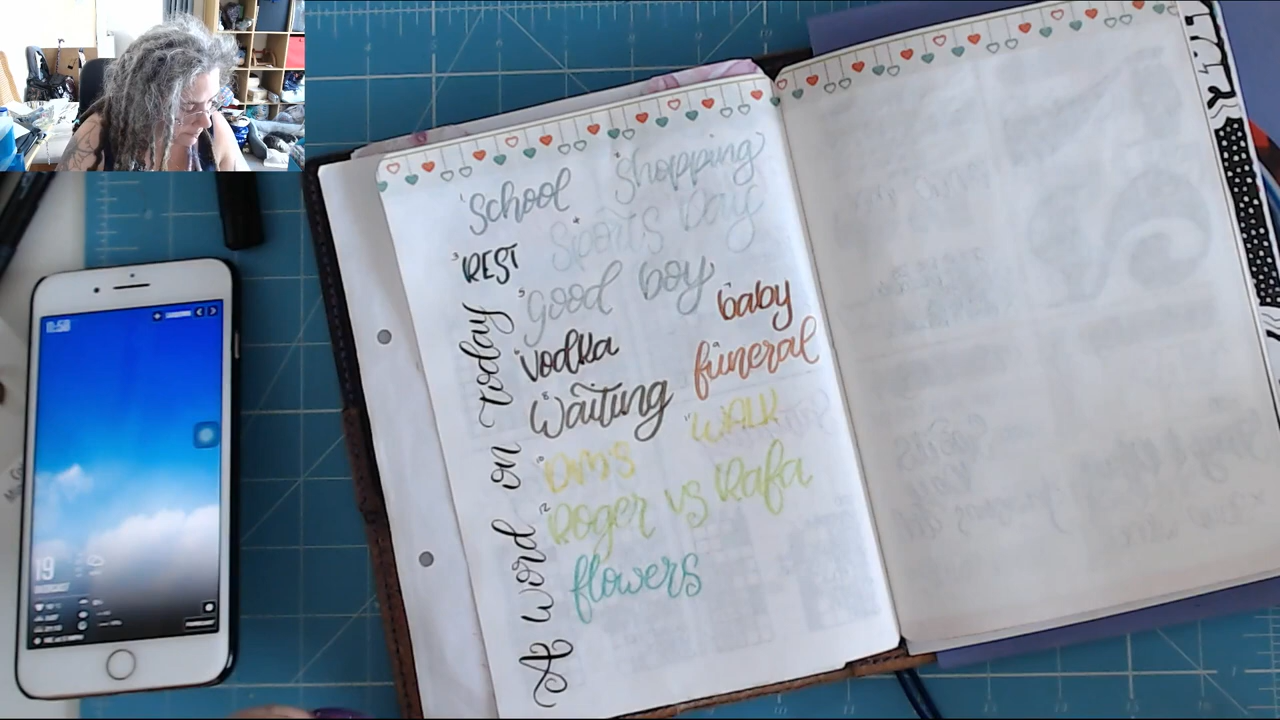 A word on today
School
Shopping
REST
Sports Day
good boy
baby
vodka
funeral
Waiting
WALK
DM's
Roger vs Rafa
flowers
19